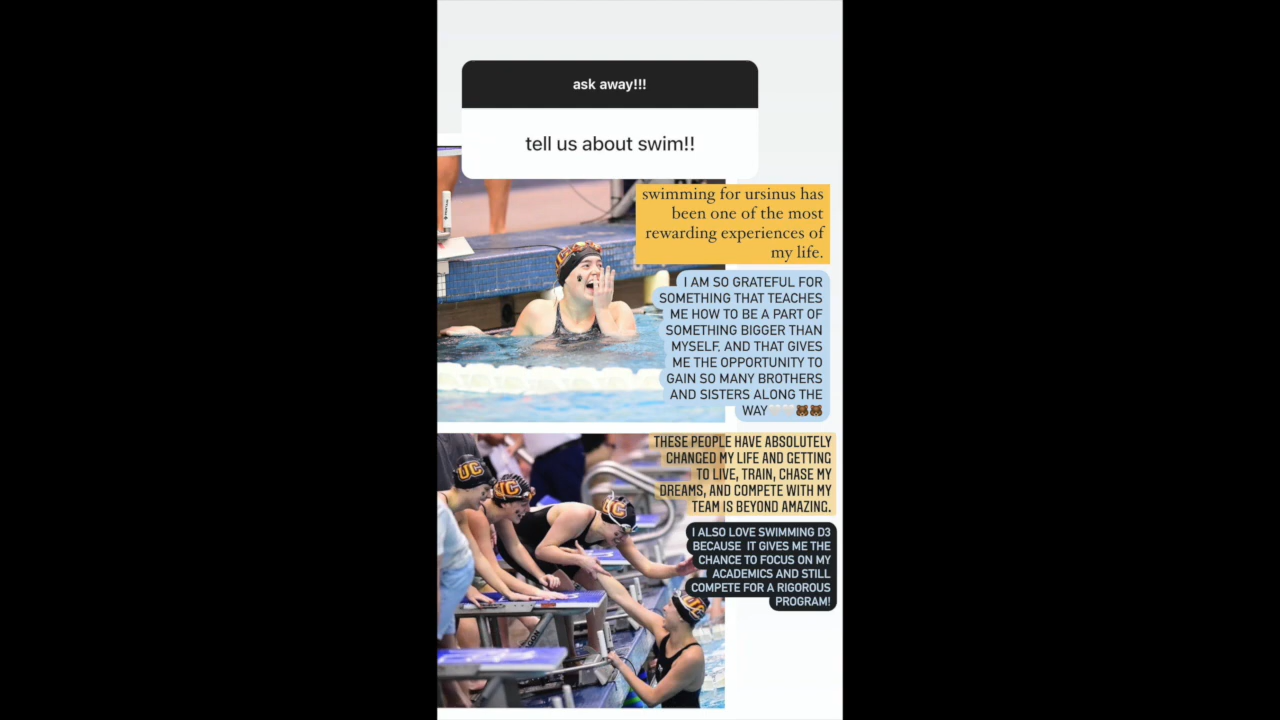 ask away!!!
tell us about swim!!
swimming for ursinus has
been one of the most
rewarding experiences of
my life.
I AM SO GRATEFUL FOR
SOMETHING THAT TEACHES
ME HOW TO BE A PART OF
SOMETHING BIGGER THAN
MYSELF, AND THAT GIVES
ME THE OPPORTUNITY TO
GAIN SO MANY BROTHERS
AND SISTERS ALONG THE
WAY
THESE PEOPLE HAVE ABSOLUTELY
CHANGED MY LIFE AND GETTING
TO LIVE, TRAIN, CHASE MY
DREAMS, AND COMPETE WITH MY
TEAM IS BEYOND AMAZING.
UC
UC
UC
I ALSO LOVE SWIMMING D3
BECAUSE IT GIVES ME THE
CHANCE TO FOCUS ON MY
ACADEMICS AND STILL
COMPETE FOR A RIGOROUS
PROGRAM!